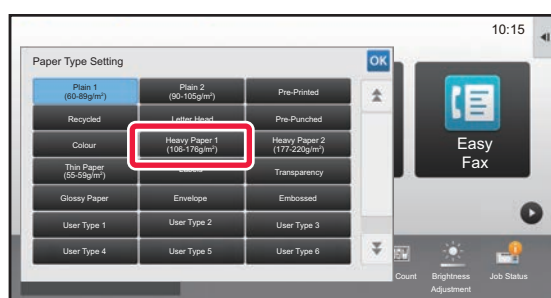 10:15
Paper Type Setting
OK
Plain 1
(60-89g/m²)
Plain 2
(90-105g/m²)
Pre-Printed
Recycled
Letter Head
Pre-Punched
Colour
Heavy Paper 1
(106-176g/m²)
Heavy Paper 2
(177-220g/m²)
Thin Paper
(55-59g/m²)
Labels
Transparency
Glossy Paper
Envelope
Embossed
User Type 1
User Type 2
User Type 3
User Type 4
User Type 5
User Type 6
Easy
Fax
Count
Brightness
Adjustment
Job Status